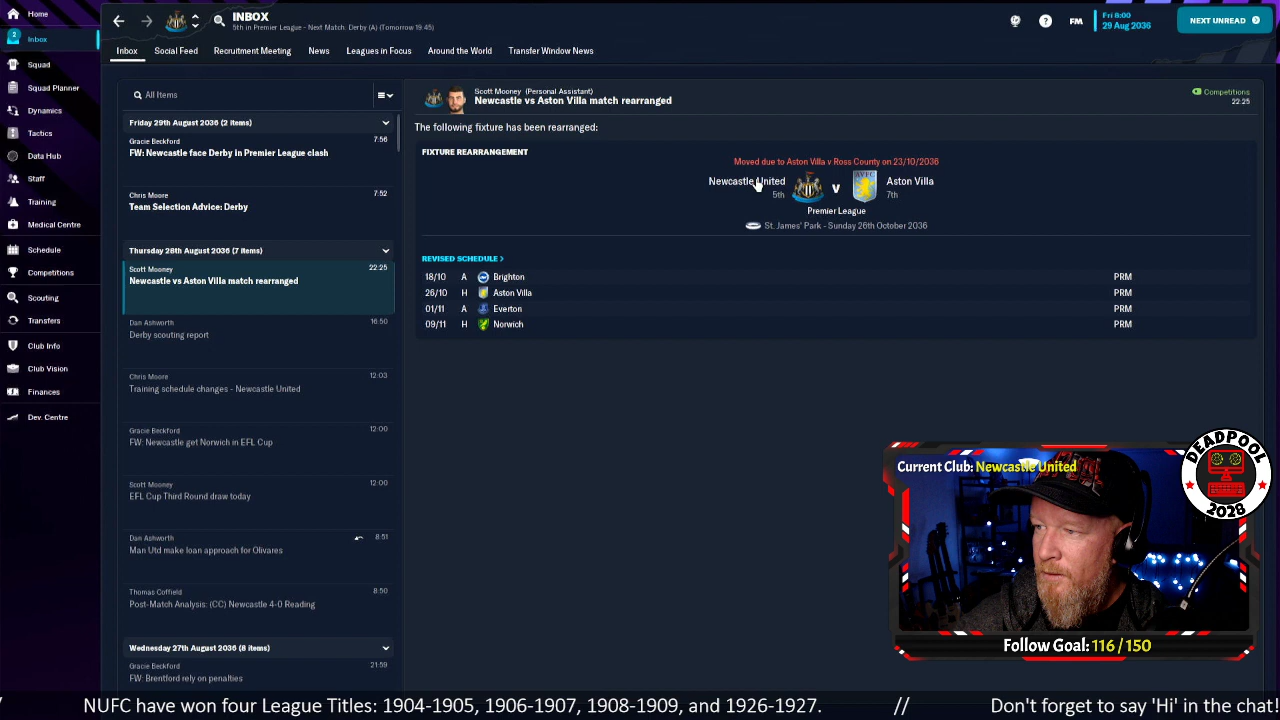 Home
2
Inbox
Squad
Squad Planner
Dynamics
Tactics
Data Hub
Staff
Training
Medical Centre
Schedule
Competitions
Scouting
Transfers
Club Info
Club Vision
Finances
Dev. Centre
INBOX
5th in Premier League - Next Match: Derby (A) (Tomorrow 19:45)
FM
Fri 8:00
29 Aug 2036
NEXT UNREAD
Inbox
Social Feed
Recruitment Meeting
News
Leagues in Focus
Around the World
Transfer Window News
All Items
Friday 29th August 2036 (2 items)
Gracie Beckford 7:56
FW: Newcastle face Derby in Premier League clash
Chris Moore 7:52
Team Selection Advice: Derby
Thursday 28th August 2036 (7 items)
Scott Mooney 22:25
Newcastle vs Aston Villa match rearranged
Dan Ashworth 16:50
Derby scouting report
Chris Moore 12:03
Training schedule changes - Newcastle United
Gracie Beckford 12:00
FW: Newcastle get Norwich in EFL Cup
Scott Mooney 12:00
EFL Cup Third Round draw today
Dan Ashworth 8:51
Man Utd make loan approach for Olivares
Thomas Coffield 8:50
Post-Match Analysis: (CC) Newcastle 4-0 Reading
Wednesday 27th August 2036 (8 items)
Gracie Beckford 21:59
FW: Brentford rely on penalties
Scott Mooney (Personal Assistant)
Newcastle vs Aston Villa match rearranged
Competitions
22:25
The following fixture has been rearranged:
FIXTURE REARRANGEMENT
Moved due to Aston Villa v Ross County on 23/10/2036
Newcastle United v Aston Villa
5th 7th
Premier League
St. James' Park - Sunday 26th October 2036
REVISED SCHEDULE >
18/10 A Brighton PRM
26/10 H Aston Villa PRM
01/11 A Everton PRM
09/11 H Norwich PRM
Current Club: Newcastle United
DEADPOOL
2028
Follow Goal: 116 / 150
/ NUFC have won four League Titles: 1904-1905, 1906-1907, 1908-1909, and 1926-1927. // Don't forget to say 'Hi' in the chat!